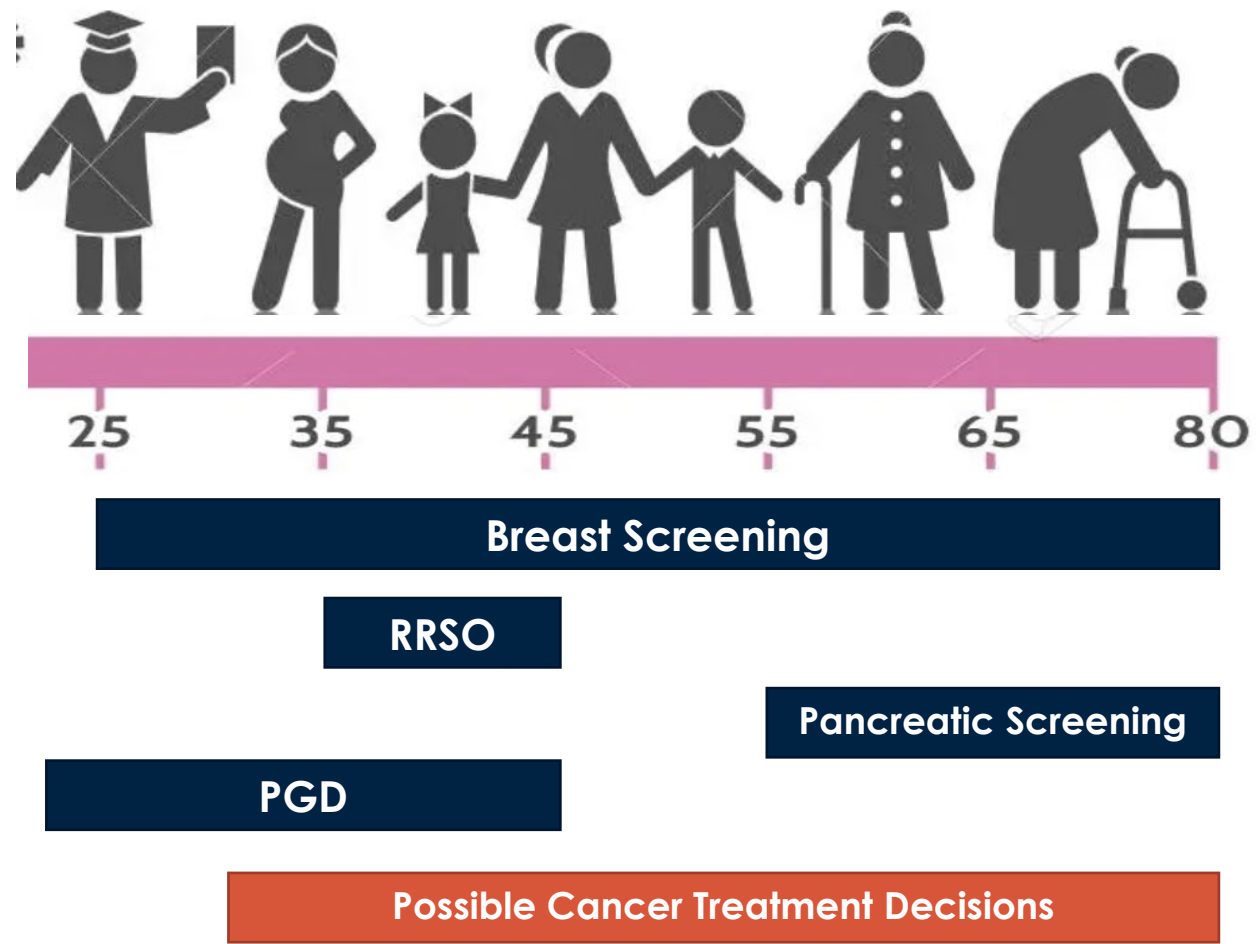 25 35 45 55 65 80
Breast Screening
RRSO
Pancreatic Screening
PGD
Possible Cancer Treatment Decisions